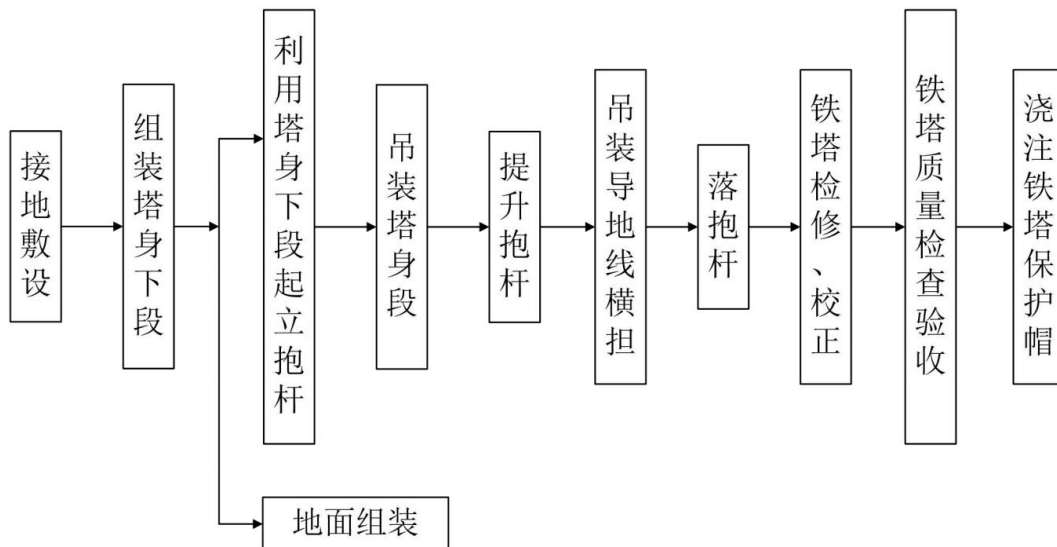 接地敷设
组装塔身下段
利用塔身下段起立抱杆
吊装塔身段
提升抱杆
吊装导地线横担
落抱杆
铁塔检修、校正
铁塔质量检查验收
浇注铁塔保护帽
地面组装